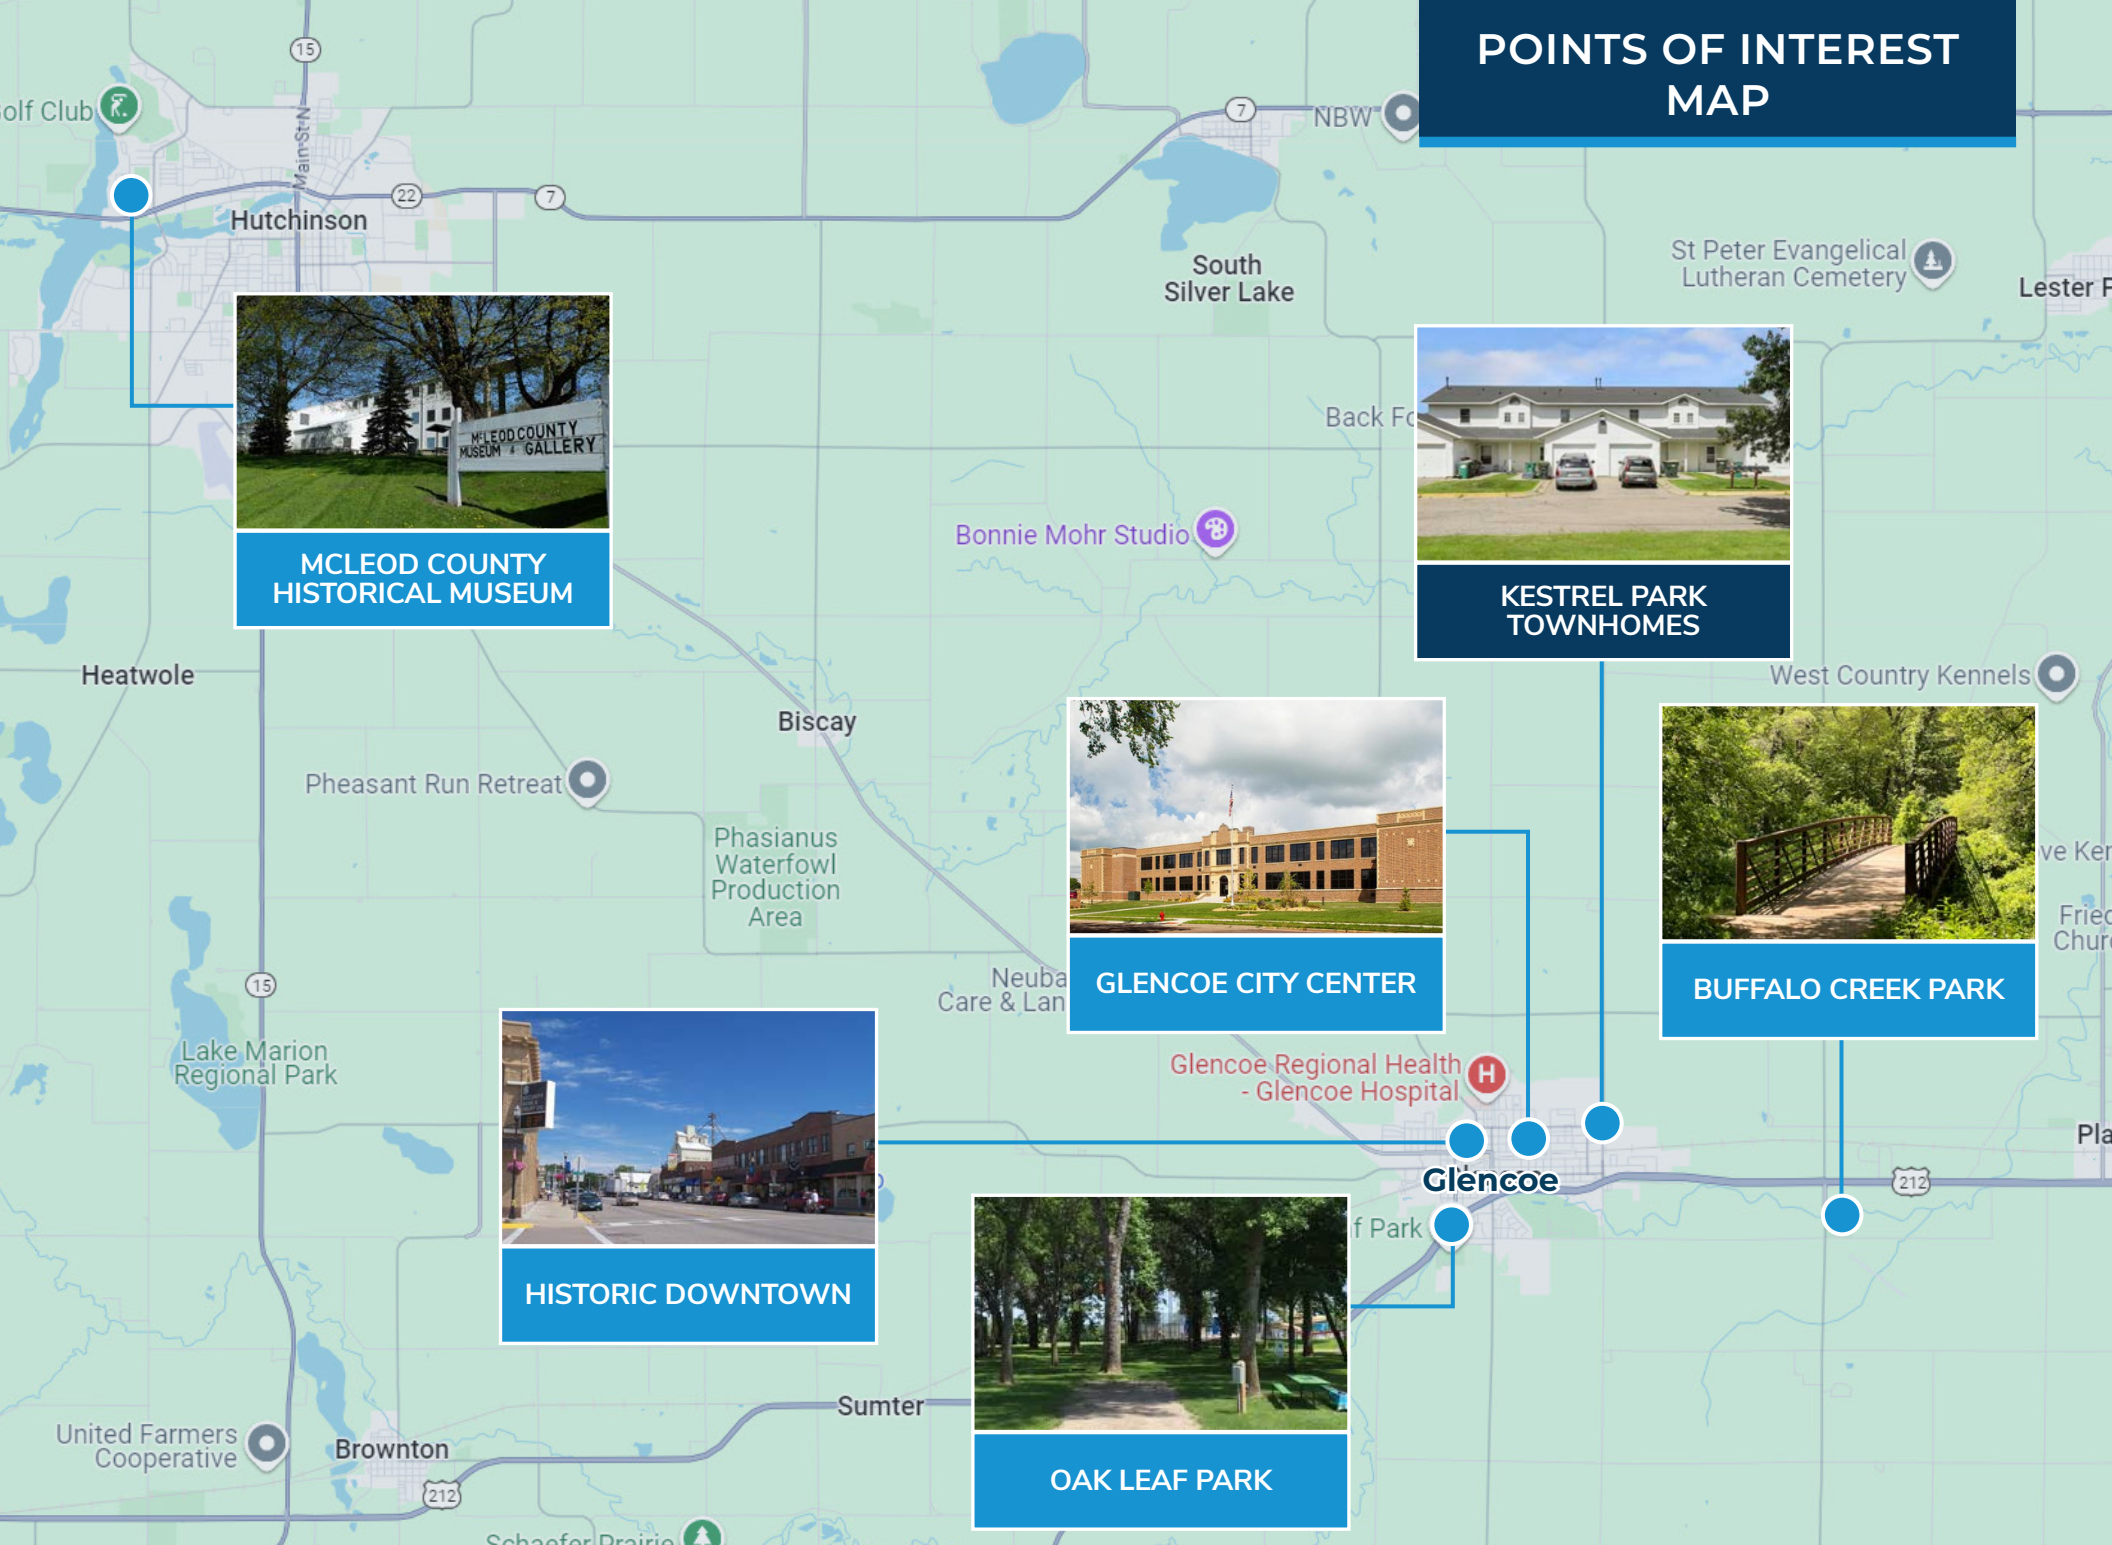 POINTS OF INTEREST
MAP
15
olf Club
Main St N
7
NBW
22
7
Hutchinson
South
Silver Lake
St Peter Evangelical
Lutheran Cemetery
Lester P
MCLEOD COUNTY
MUSEUM & GALLERY
MCLEOD COUNTY
HISTORICAL MUSEUM
Back Fo
Bonnie Mohr Studio
KESTREL PARK
TOWNHOMES
Heatwole
West Country Kennels
Biscay
Pheasant Run Retreat
Phasianus
Waterfowl
Production
Area
ve Ker
Fried
Churc
15
Neuba
Care & Lan
GLENCOE CITY CENTER
BUFFALO CREEK PARK
Lake Marion
Regional Park
Glencoe Regional Health
- Glencoe Hospital
H
Pla
Glencoe
212
f Park
HISTORIC DOWNTOWN
Sumter
United Farmers
Cooperative
Brownton
212
OAK LEAF PARK
Schaefer Prairie